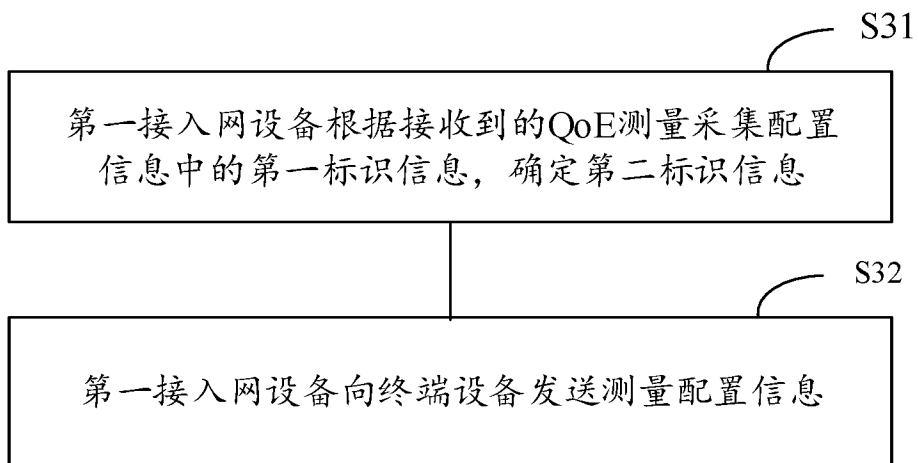 S31
第一接入网设备根据接收到的QoE测量采集配置
信息中的第一标识信息，确定第二标识信息
S32
第一接入网设备向终端设备发送测量配置信息